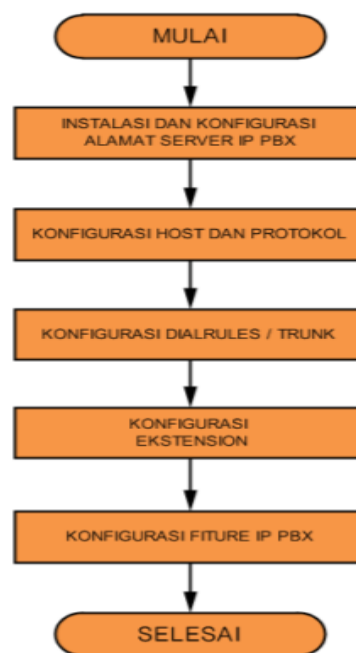 MULAI
INSTALASI DAN KONFIGURASI
ALAMAT SERVER IP PBX
KONFIGURASI HOST DAN PROTOKOL
KONFIGURASI DIALRULES / TRUNK
KONFIGURASI
EKSTENSION
KONFIGURASI FITURE IP PBX
SELESAI